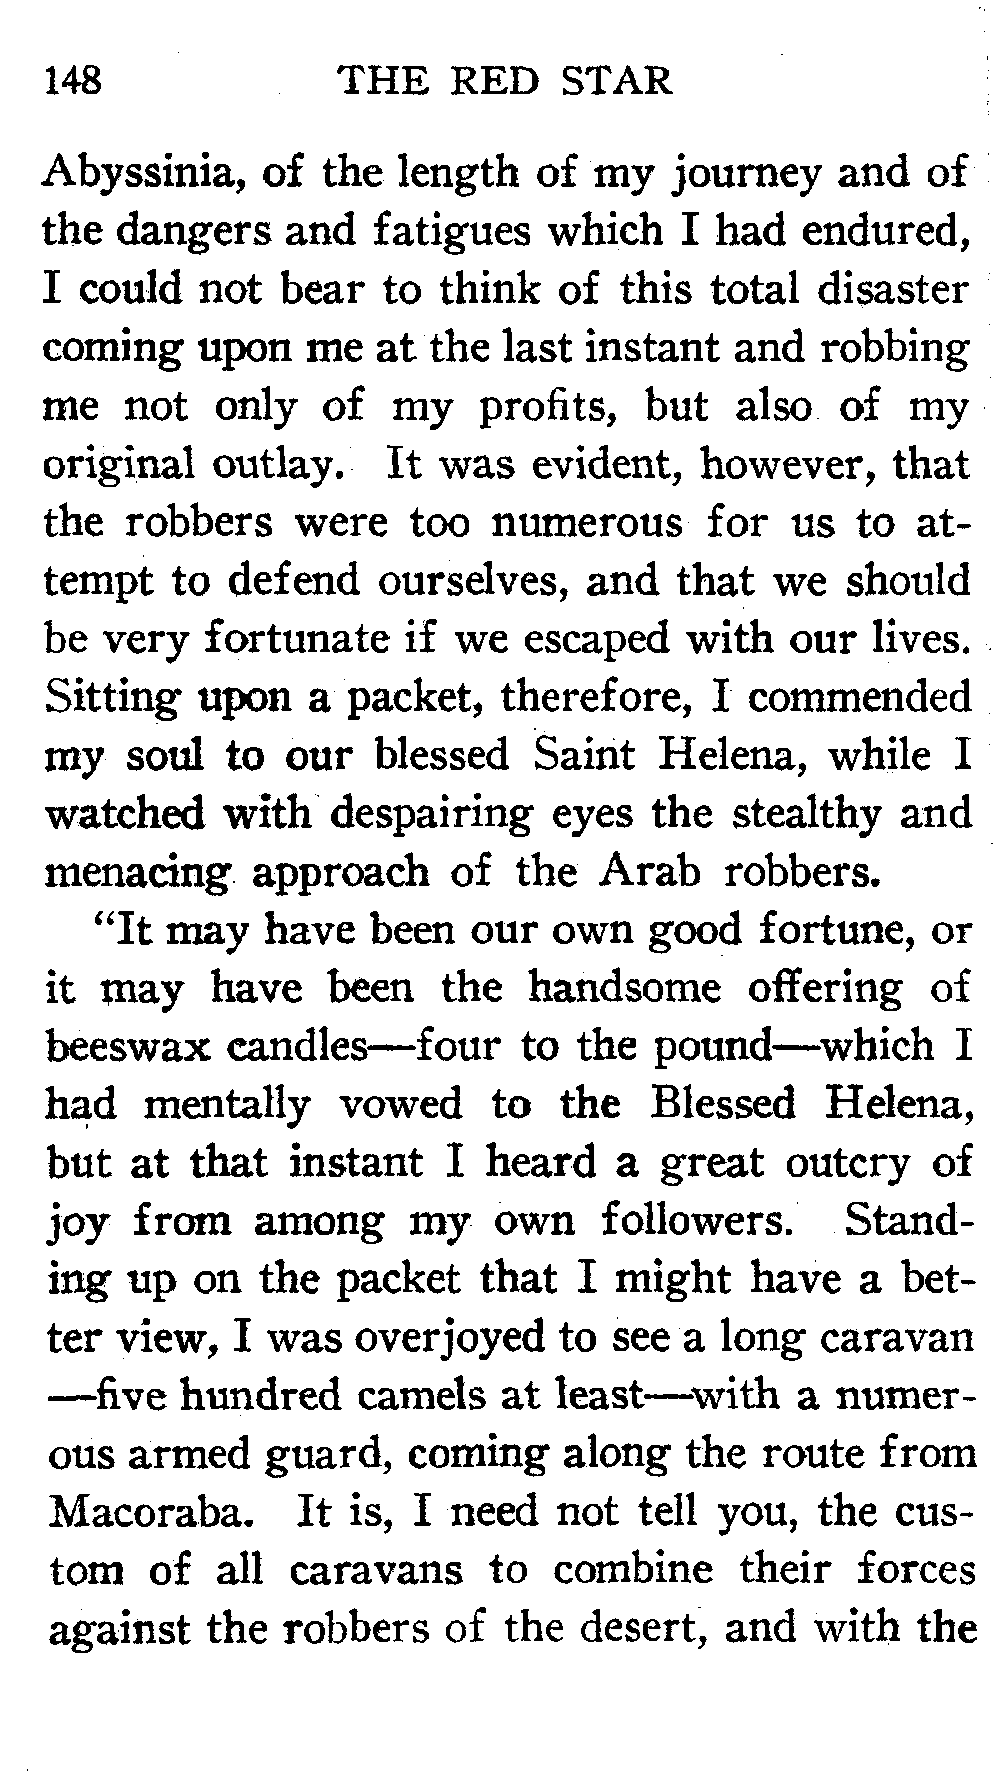 148 THE RED STAR
Abyssinia, of the length of my journey and of
the dangers and fatigues which I had endured,
I could not bear to think of this total disaster
coming upon me at the last instant and robbing
me not only of my profits, but also of my
original outlay. It was evident, however, that
the robbers were too numerous for us to at-
tempt to defend ourselves, and that we should
be very fortunate if we escaped with our lives.
Sitting upon a packet, therefore, I commended
my soul to our blessed Saint Helena, while I
watched with despairing eyes the stealthy and
menacing approach of the Arab robbers.
“It may have been our own good fortune, or
it may have been the handsome offering of
beeswax candles—four to the pound—which I
had mentally vowed to the Blessed Helena,
but at that instant I heard a great outcry of
joy from among my own followers. Stand-
ing up on the packet that I might have a bet-
ter view, I was overjoyed to see a long caravan
—five hundred camels at least—with a numer-
ous armed guard, coming along the route from
Macoraba. It is, I need not tell you, the cus-
tom of all caravans to combine their forces
against the robbers of the desert, and with the